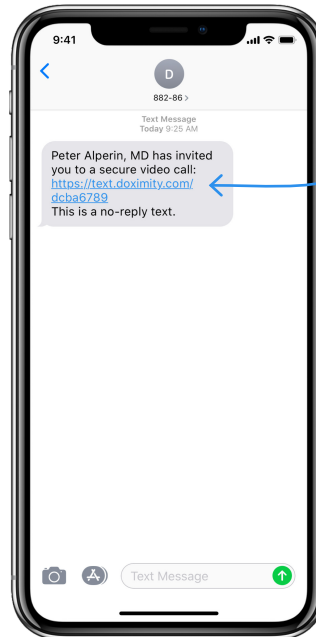 9:41
D
882-86 >
Text Message
Today 9:25 AM
Peter Alperin, MD has invited
you to a secure video call:
https://text.doximity.com/
dcba6789
This is a no-reply text.
Text Message